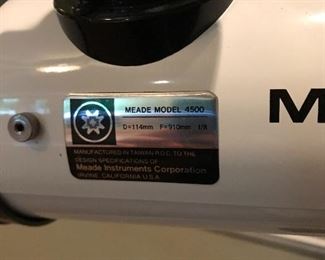 MEADE MODEL 4500
D=114mm F=910mm f/8
MANUFACTURED IN TAIWAN R.O.C. TO THE
DESIGN SPECIFICATIONS OF
Meade Instruments Corporation
IRVINE, CALIFORNIA U.S.A.
M